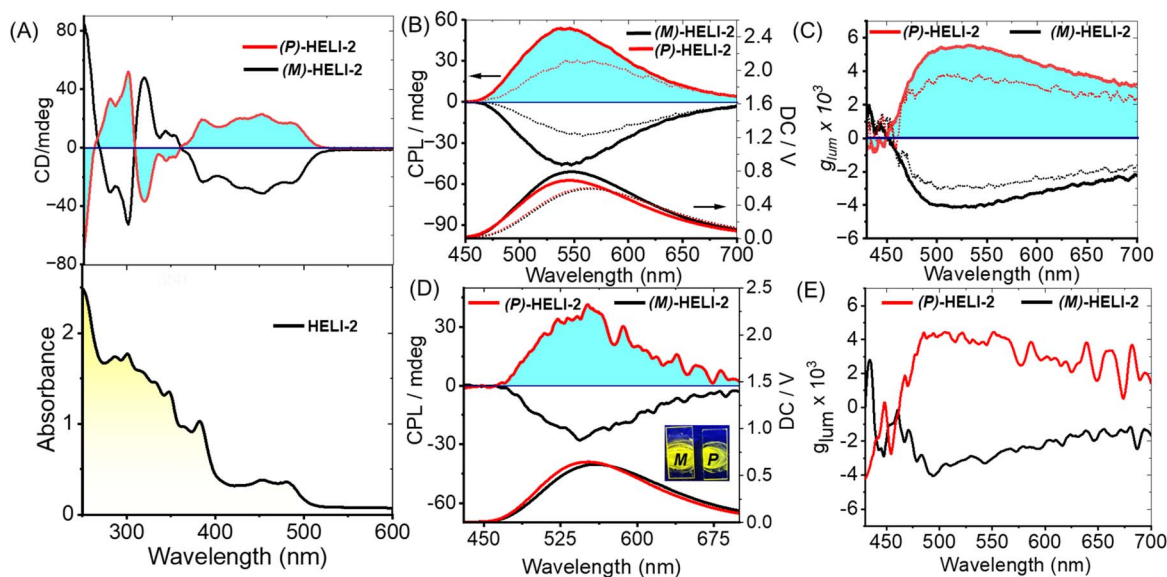 (A)
80
40
0
−40
−80
CD/mdeg
(P)-HELI-2
(M)-HELI-2
2
1
0
Absorbance
HELI-2
300
400
500
600
Wavelength (nm)
(B)
60
30
0
−30
−60
−90
CPL / mdeg
(M)-HELI-2
(P)-HELI-2
2.4
2.0
1.6
1.2
0.8
0.4
0.0
DC / V
450
500
550
600
650
700
Wavelength (nm)
(C)
(P)-HELI-2
(M)-HELI-2
6
4
2
0
−2
−4
−6
glum x 10³
450
500
550
600
650
700
Wavelength (nm)
(D)
(P)-HELI-2
(M)-HELI-2
30
0
−30
−60
CPL / mdeg
2.5
2.0
1.5
1.0
0.5
0.0
DC / V
M
P
450
525
600
675
Wavelength (nm)
(E)
(P)-HELI-2
(M)-HELI-2
6
4
2
0
−2
−4
−6
glum x 10³
450
500
550
600
650
700
Wavelength (nm)